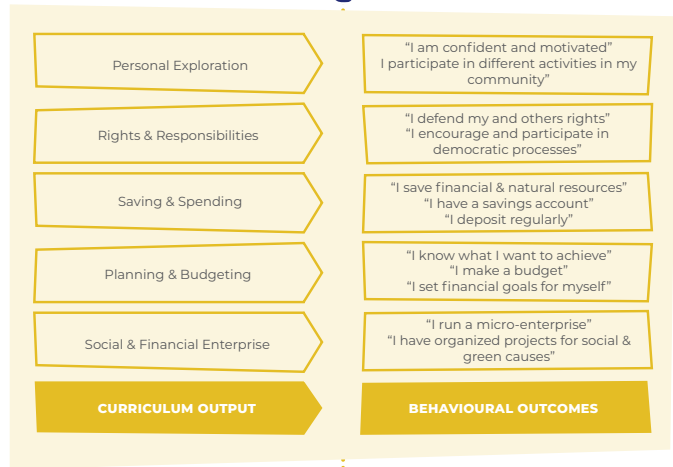 Personal Exploration
“I am confident and motivated”
I participate in different activities in my
community”
Rights & Responsibilities
“I defend my and others rights”
“I encourage and participate in
democratic processes”
Saving & Spending
“I save financial & natural resources”
“I have a savings account”
“I deposit regularly”
Planning & Budgeting
“I know what I want to achieve”
“I make a budget”
“I set financial goals for myself”
Social & Financial Enterprise
“I run a micro-enterprise”
“I have organized projects for social &
green causes”
CURRICULUM OUTPUT
BEHAVIOURAL OUTCOMES